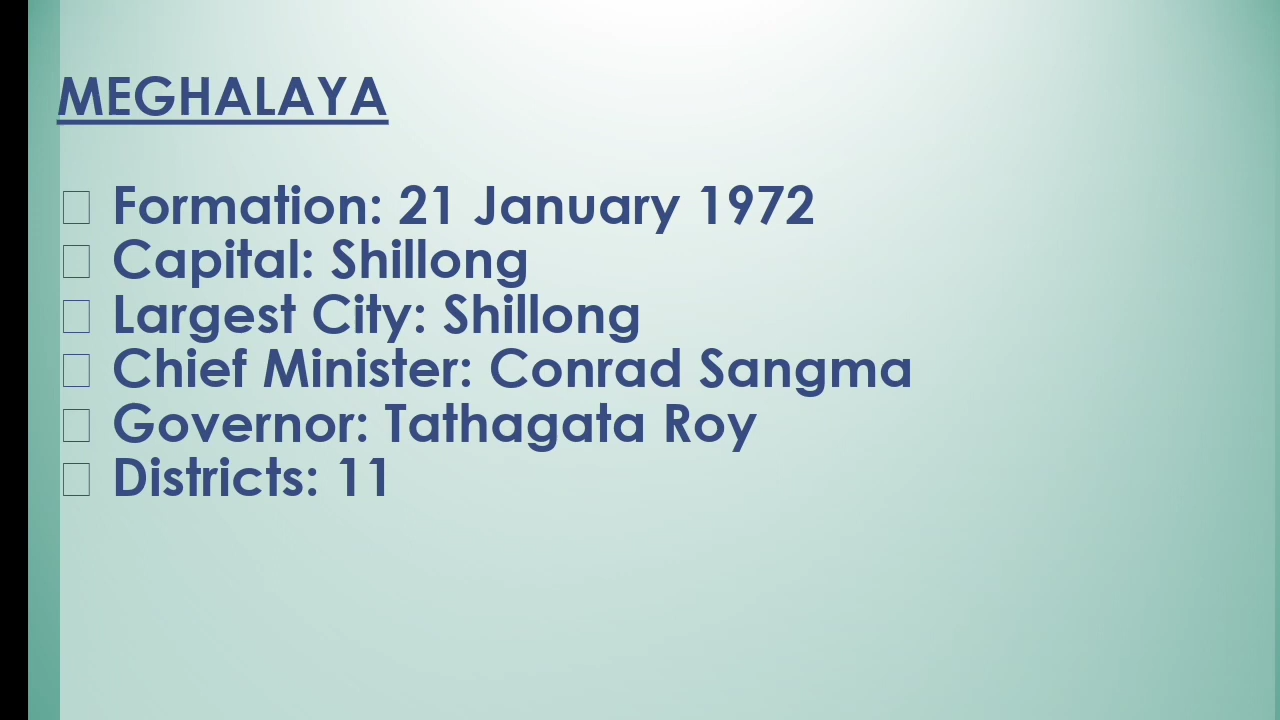 MEGHALAYA
Formation: 21 January 1972
Capital: Shillong
Largest City: Shillong
Chief Minister: Conrad Sangma
Governor: Tathagata Roy
Districts: 11